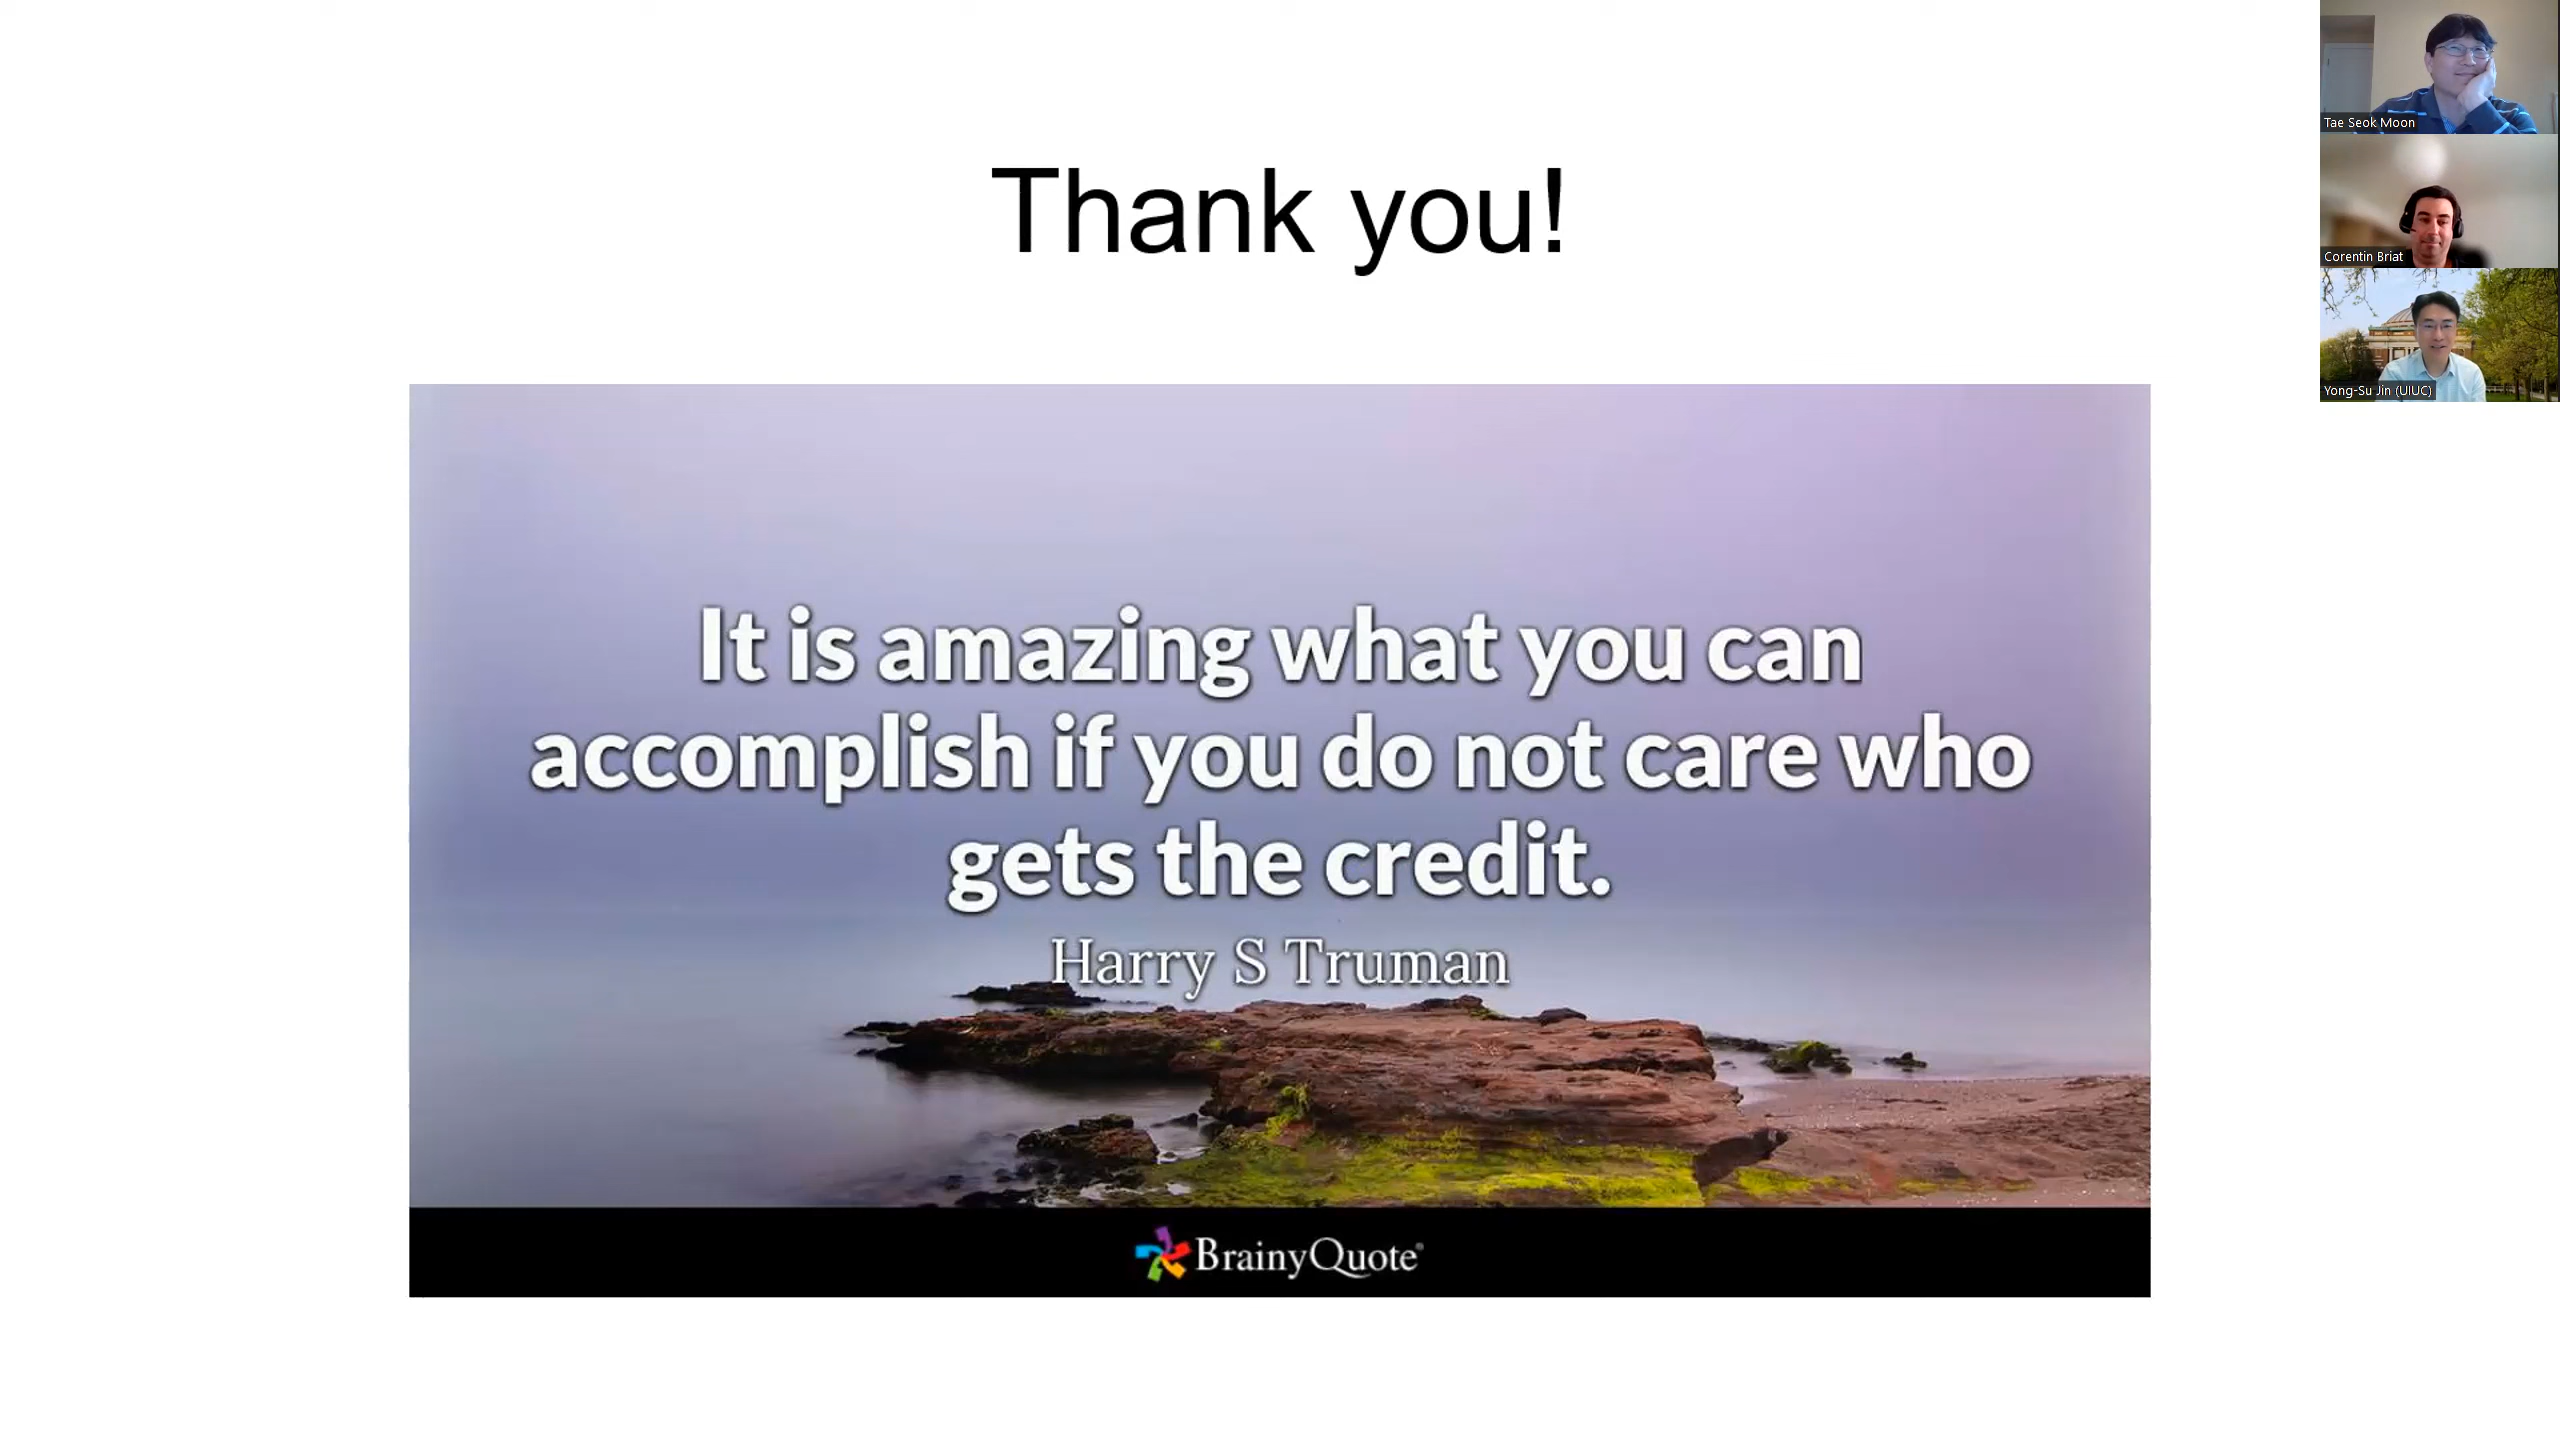 Thank you!
It is amazing what you can
accomplish if you do not care who
gets the credit.
Harry S Truman
BrainyQuote®
Tae Seok Moon
Corentin Briat
Yong-Su Jin (UIUC)